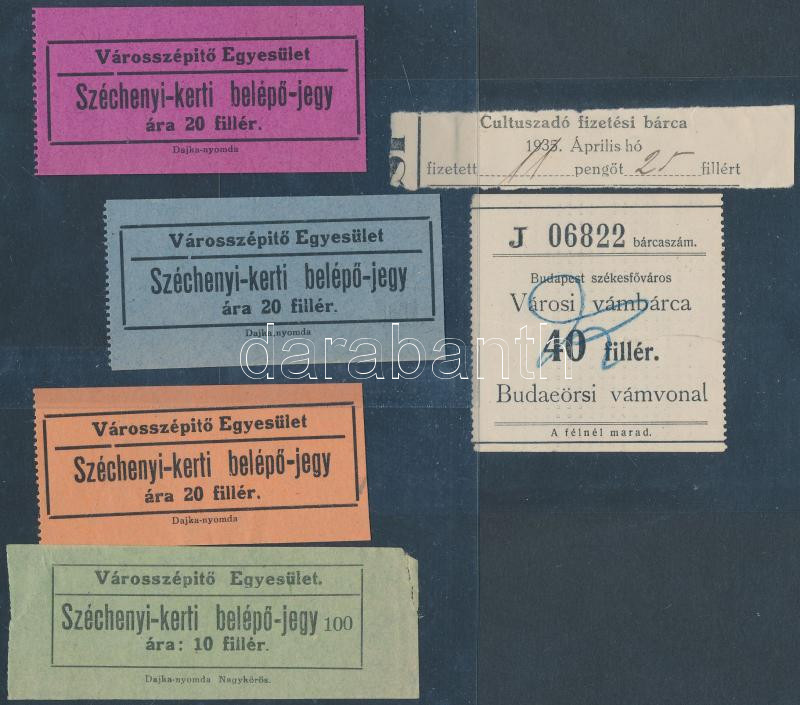 Városszépitő Egyesület
Széchenyi-kerti belépő-jegy
ára 20 fillér.
Dajka-nyomda
Cultuszadó fizetési bárca
1935. Április hó
fizetett 11 pengőt 25 fillért
Városszépitő Egyesület
Széchenyi-kerti belépő-jegy
ára 20 fillér.
Dajka-nyomda
J 06822 bárcaszám.
Budapest székesfőváros
Városi vámbárca
40 fillér.
Budaeörsi vámvonal
A félnél marad.
darabanth
Városszépitő Egyesület
Széchenyi-kerti belépő-jegy
ára 20 fillér.
Dajka-nyomda
Városszépitő Egyesület.
Széchenyi-kerti belépő-jegy 100
ára: 10 fillér.
Dajka-nyomda Nagykőrös.